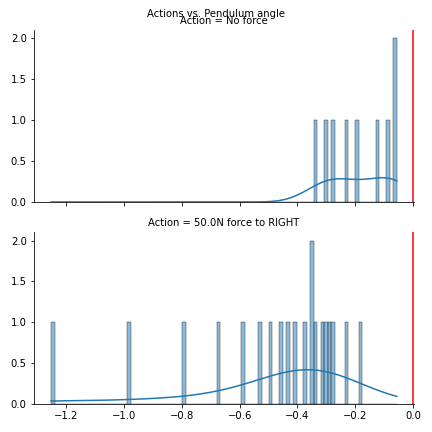 Actions vs. Pendulum angle
Action = No force
2.0
1.5
1.0
0.5
0.0
Action = 50.0N force to RIGHT
2.0
1.5
1.0
0.5
0.0
−1.2 −1.0 −0.8 −0.6 −0.4 −0.2 0.0